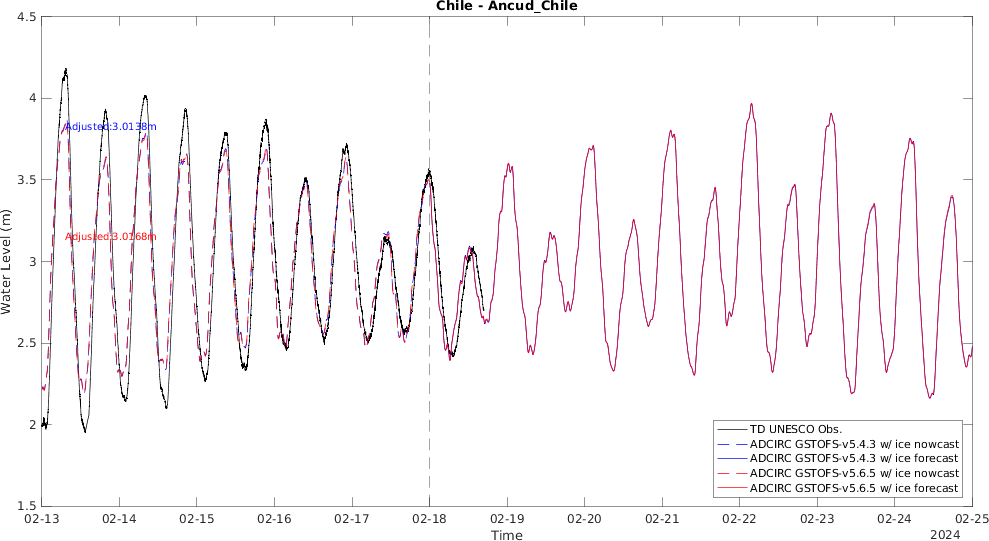 Chile - Ancud_Chile
4.5
4
3.5
3
2.5
2
1.5
Water Level (m)
Adjusted:3.0138m
Adjusted:3.0168m
TD UNESCO Obs.
ADCIRC GSTOFS-v5.4.3 w/ ice nowcast
ADCIRC GSTOFS-v5.4.3 w/ ice forecast
ADCIRC GSTOFS-v5.6.5 w/ ice nowcast
ADCIRC GSTOFS-v5.6.5 w/ ice forecast
02-13 02-14 02-15 02-16 02-17 02-18 02-19 02-20 02-21 02-22 02-23 02-24 02-25
Time
2024